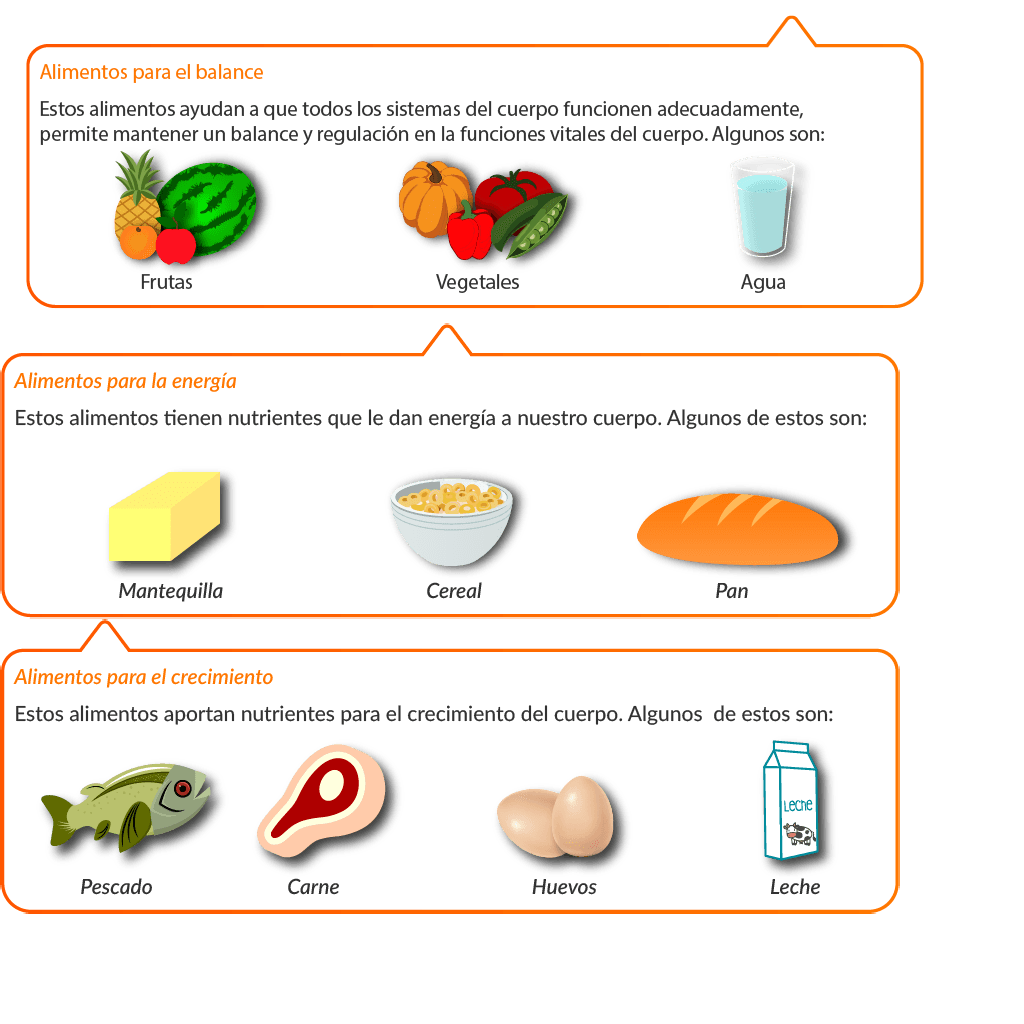 Alimentos para el balance
Estos alimentos ayudan a que todos los sistemas del cuerpo funcionen adecuadamente,
permite mantener un balance y regulación en la funciones vitales del cuerpo. Algunos son:
Frutas
Vegetales
Agua
Alimentos para la energía
Estos alimentos tienen nutrientes que le dan energía a nuestro cuerpo. Algunos de estos son:
Mantequilla
Cereal
Pan
Alimentos para el crecimiento
Estos alimentos aportan nutrientes para el crecimiento del cuerpo. Algunos  de estos son:
Leche
Pescado
Carne
Huevos
Leche